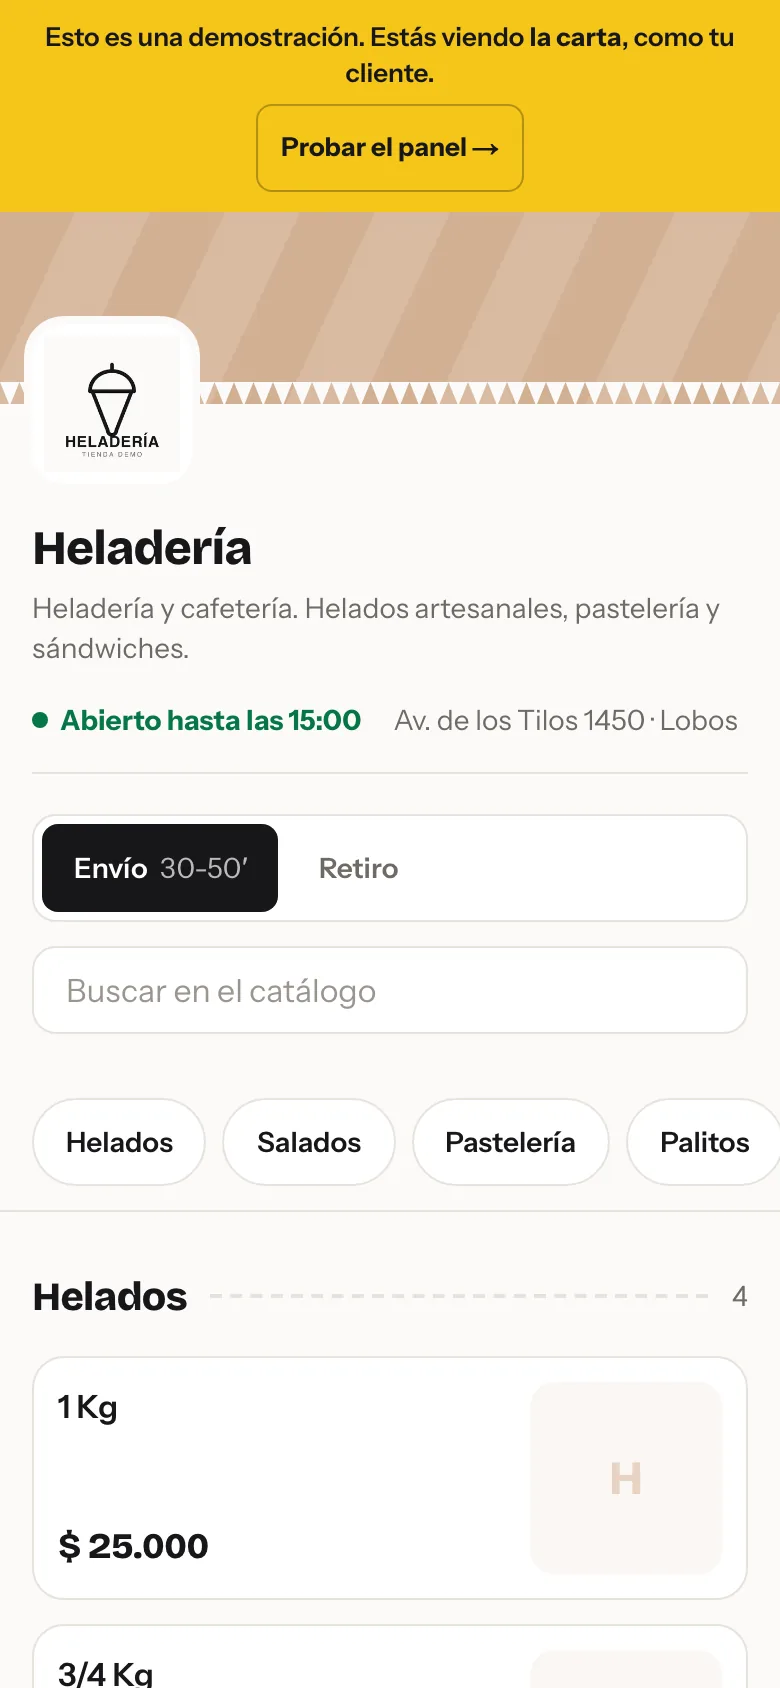 Esto es una demostración. Estás viendo la carta, como tu
cliente.
Probar el panel →
HELADERÍA
TIENDA DEMO
Heladería
Heladería y cafetería. Helados artesanales, pastelería y
sándwiches.
Abierto hasta las 15:00 Av. de los Tilos 1450 · Lobos
Envío 30-50′ Retiro
Buscar en el catálogo
Helados Salados Pastelería Palitos
Helados 4
1 Kg
H
$ 25.000
3/4 Kg